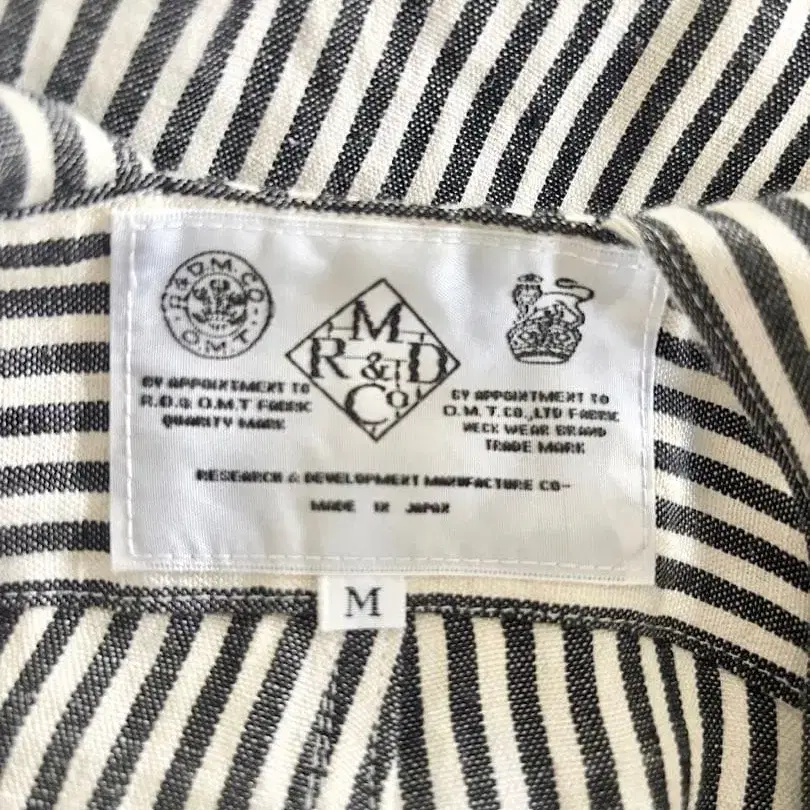 R.&D.M.CO.
O.M.T.
M
R & D
Co
BY APPOINTMENT TO
R.D.& O.M.T FABRIC
QUARITY MARK
BY APPOINTMENT TO
O.M.T.CO.,LTD FABRIC
NECK WEAR BRAND
TRADE MARK
RESEARCH & DEVELOPMENT MANUFACTURE CO-
MADE IN JAPAN
M